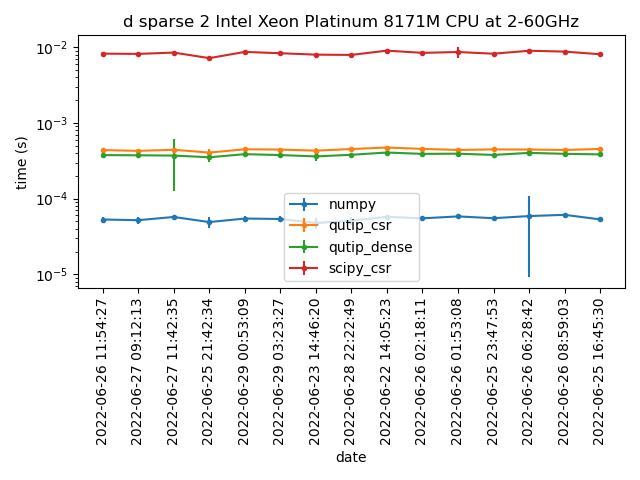 d sparse 2 Intel Xeon Platinum 8171M CPU at 2-60GHz
time (s)
10⁻²
10⁻³
10⁻⁴
10⁻⁵
numpy
qutip_csr
qutip_dense
scipy_csr
2022-06-26 11:54:27
2022-06-27 09:12:13
2022-06-27 11:42:35
2022-06-25 21:42:34
2022-06-29 00:53:09
2022-06-29 03:23:27
2022-06-23 14:46:20
2022-06-28 22:22:49
2022-06-22 14:05:23
2022-06-26 02:18:11
2022-06-26 01:53:08
2022-06-25 23:47:53
2022-06-26 06:28:42
2022-06-26 08:59:03
2022-06-25 16:45:30
date